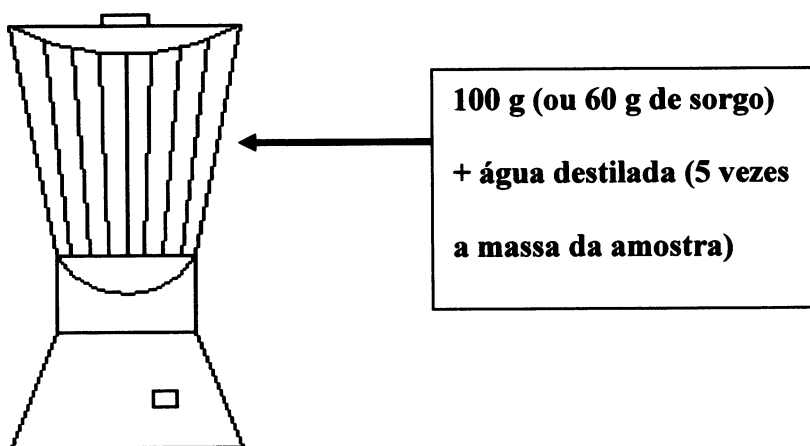 100 g (ou 60 g de sorgo)
+ água destilada (5 vezes
a massa da amostra)